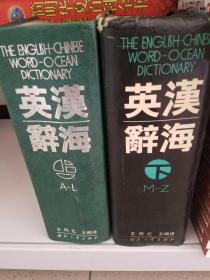 THE ENGLISH-CHINESE
WORD-OCEAN
DICTIONARY
英漢
辭海
A-L
THE ENGLISH-CHINESE
WORD-OCEAN
DICTIONARY
英漢
辭海
下
M-Z